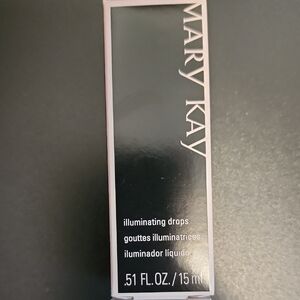 MARY KAY
illuminating drops
gouttes illuminatrices
iluminador líquido
.51 FL.OZ./15 ml